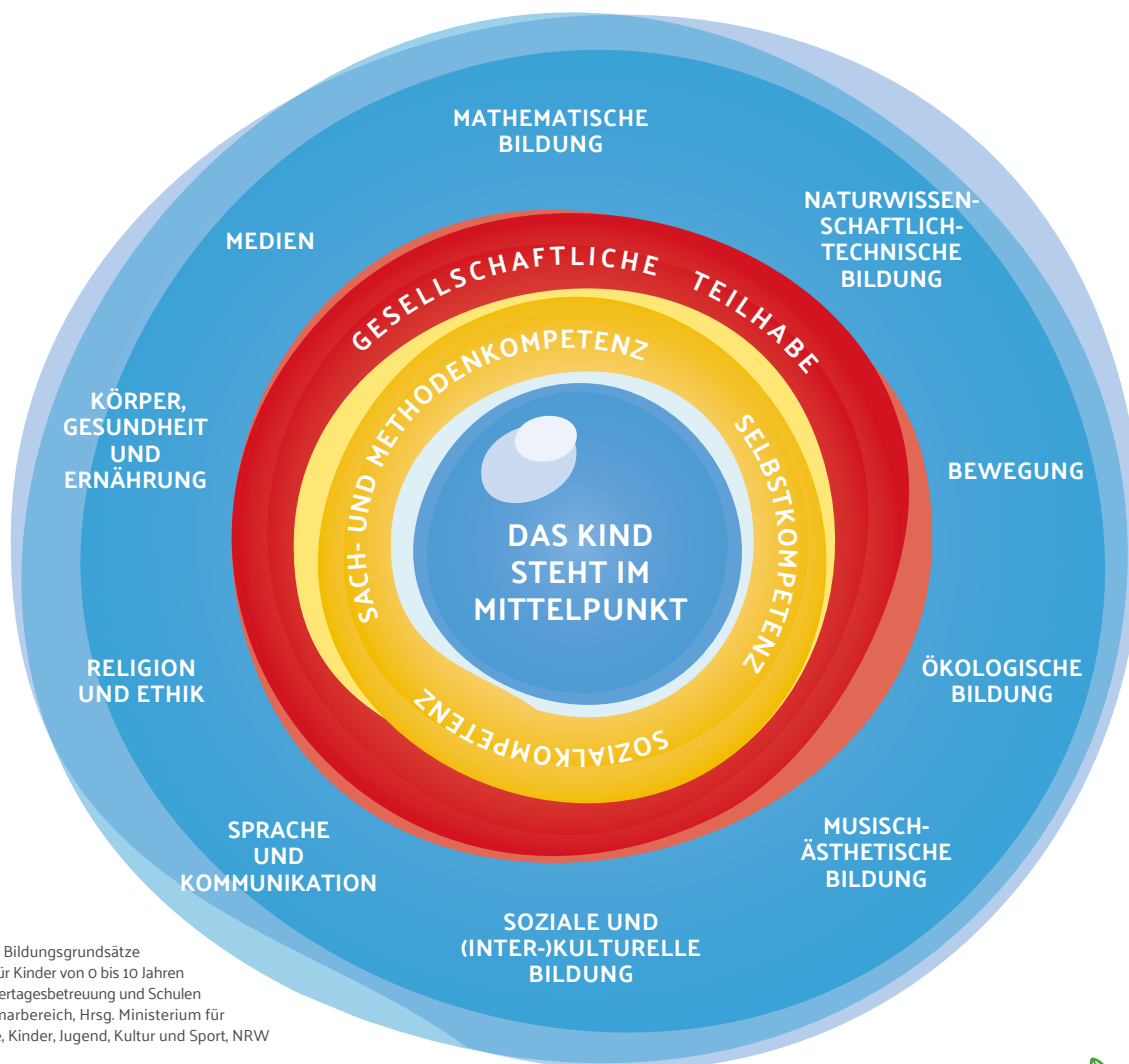 MATHEMATISCHE
BILDUNG
NATURWISSEN-
SCHAFTLICH-
TECHNISCHE
BILDUNG
MEDIEN
GESELLSCHAFTLICHE TEILHABE
SACH- UND METHODENKOMPETENZ
SELBSTKOMPETENZ
SOZIALKOMPETENZ
KÖRPER,
GESUNDHEIT
UND
ERNÄHRUNG
BEWEGUNG
DAS KIND
STEHT IM
MITTELPUNKT
RELIGION
UND ETHIK
ÖKOLOGISCHE
BILDUNG
SPRACHE
UND
KOMMUNIKATION
MUSISCH-
ÄSTHETISCHE
BILDUNG
SOZIALE UND
(INTER-)KULTURELLE
BILDUNG
Bildungsgrundsätze
für Kinder von 0 bis 10 Jahren
ertagesbetreuung und Schulen
marbereich, Hrsg. Ministerium für
e, Kinder, Jugend, Kultur und Sport, NRW